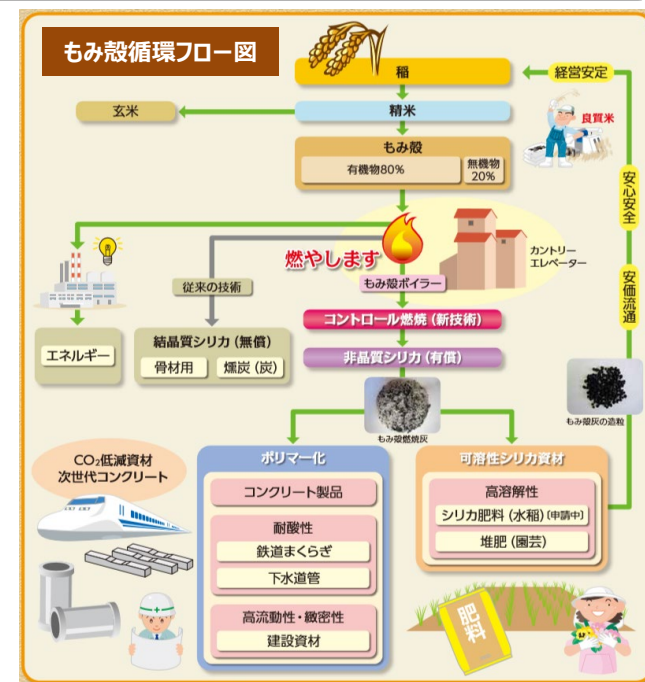 もみ殻循環フロー図
稲
経営安定
玄米
精米
良質米
もみ殻
有機物80%
無機物
20%
安心安全
安価流通
燃やします
カントリー
エレベーター
従来の技術
もみ殻ボイラー
コントロール燃焼(新技術)
エネルギー
結晶質シリカ(無償)
骨材用
燻炭(炭)
非品質シリカ(有償)
もみ殻燃焼灰
もみ殻灰の造粒
CO₂低減資材
次世代コンクリート
ポリマー化
コンクリート製品
耐酸性
鉄道まくらぎ
下水道管
高流動性・緻密性
建設資材
可溶性シリカ資材
高溶解性
シリカ肥料(水稲)[申請中]
堆肥(園芸)
肥料